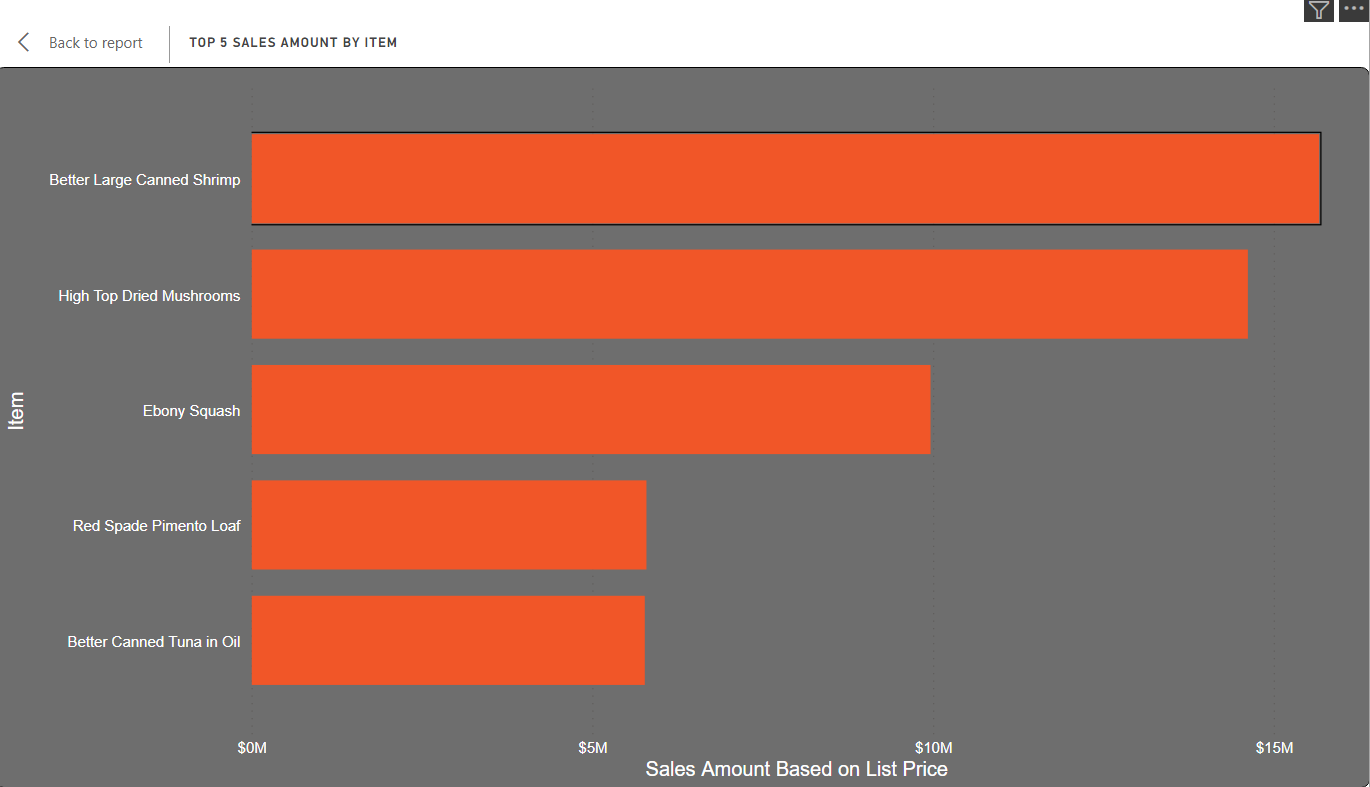 Back to report
TOP 5 SALES AMOUNT BY ITEM
Better Large Canned Shrimp
High Top Dried Mushrooms
Ebony Squash
Red Spade Pimento Loaf
Better Canned Tuna in Oil
Item
$0M $5M $10M $15M
Sales Amount Based on List Price